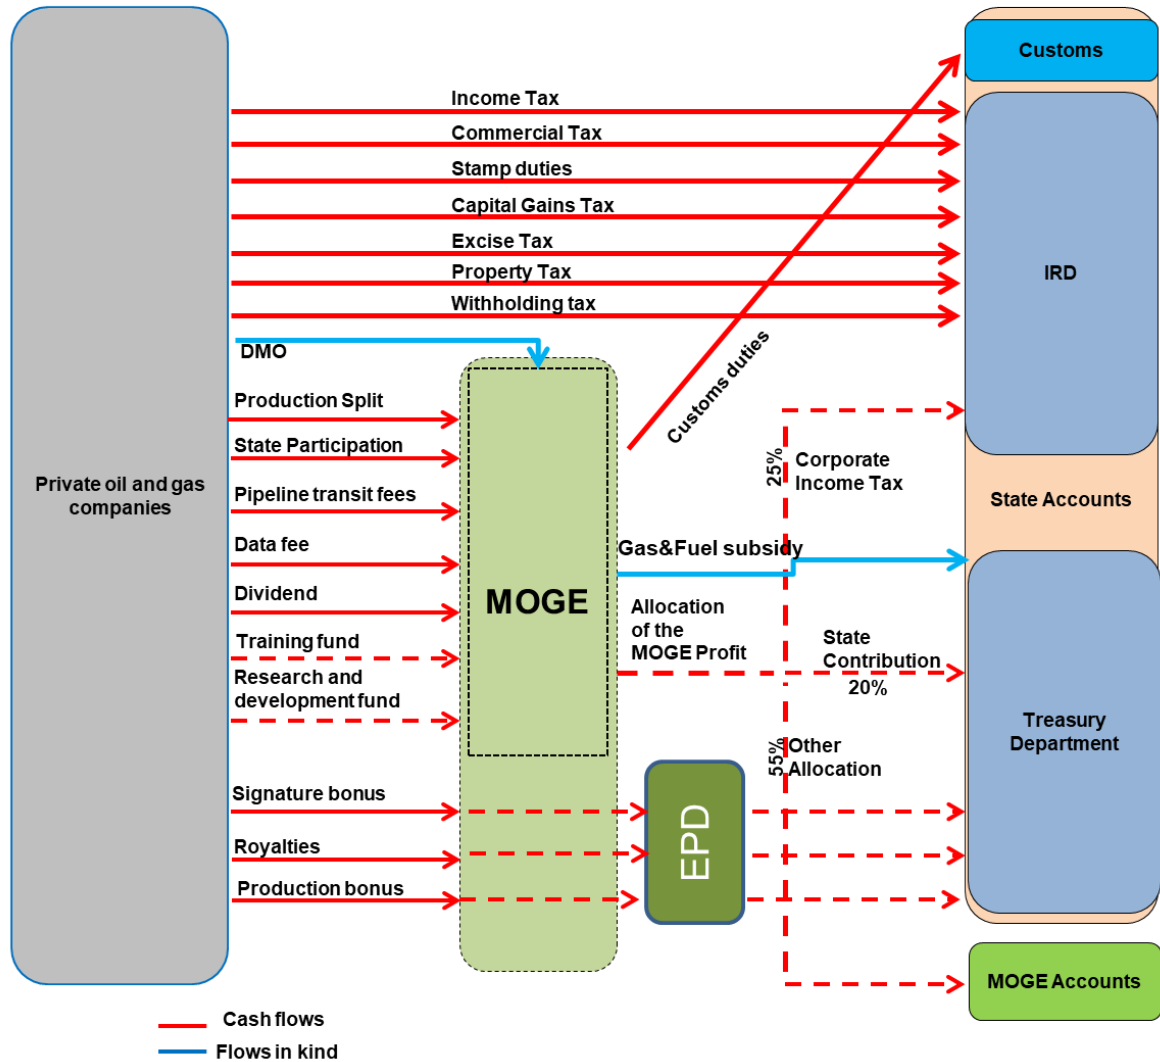 Customs
Income Tax
Commercial Tax
Stamp duties
Capital Gains Tax
Excise Tax
Property Tax
Withholding tax
IRD
DMO
Customs duties
Production Split
State Participation
Pipeline transit fees
Data fee
Dividend
Training fund
Research and
development fund
Private oil and gas
companies
MOGE
25%
Corporate
Income Tax
State Accounts
Gas&Fuel subsidy
Allocation
of the
MOGE Profit
State
Contribution
20%
Treasury
Department
55%
Other
Allocation
Signature bonus
Royalties
Production bonus
EPD
MOGE Accounts
Cash flows
Flows in kind